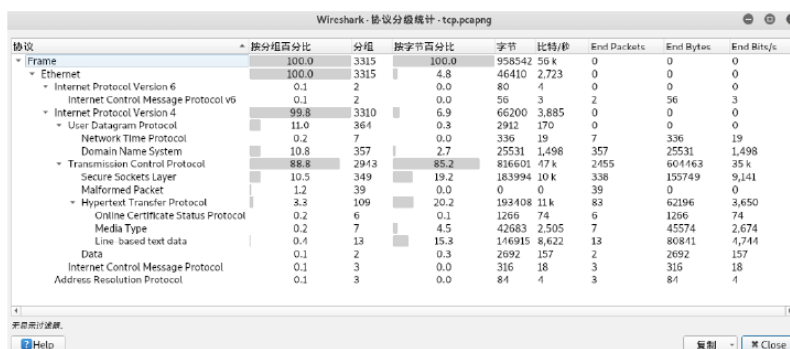 Wireshark · 协议分级统计 · tcp.pcapng
协议 按分组百分比 分组 按字节百分比 字节 比特/秒 End Packets End Bytes End Bits/s
Frame 100.0 3315 100.0 958542 56 k 0 0 0
Ethernet 100.0 3315 4.8 46410 2,723 0 0 0
Internet Protocol Version 6 0.1 2 0.0 80 4 0 0 0
Internet Control Message Protocol v6 0.1 2 0.0 56 3 2 56 3
Internet Protocol Version 4 99.8 3310 6.9 66200 3,885 0 0 0
User Datagram Protocol 11.0 364 0.3 2912 170 0 0 0
Network Time Protocol 0.2 7 0.0 336 19 7 336 19
Domain Name System 10.8 357 2.7 25531 1,498 357 25531 1,498
Transmission Control Protocol 88.8 2943 85.2 816601 47 k 2455 604463 35 k
Secure Sockets Layer 10.5 349 19.2 183994 10 k 338 155749 9,141
Malformed Packet 1.2 39 0.0 0 0 39 0 0
Hypertext Transfer Protocol 3.3 109 20.2 193408 11 k 83 62196 3,650
Online Certificate Status Protocol 0.2 6 0.1 1266 74 6 1266 74
Media Type 0.2 7 4.5 42683 2,505 7 45574 2,674
Line-based text data 0.4 13 15.3 146915 8,622 13 80841 4,744
Data 0.1 2 0.3 2692 157 2 2692 157
Internet Control Message Protocol 0.1 3 0.0 316 18 3 316 18
Address Resolution Protocol 0.1 3 0.0 84 4 3 84 4
无显示过滤器.
Help 复制 Close